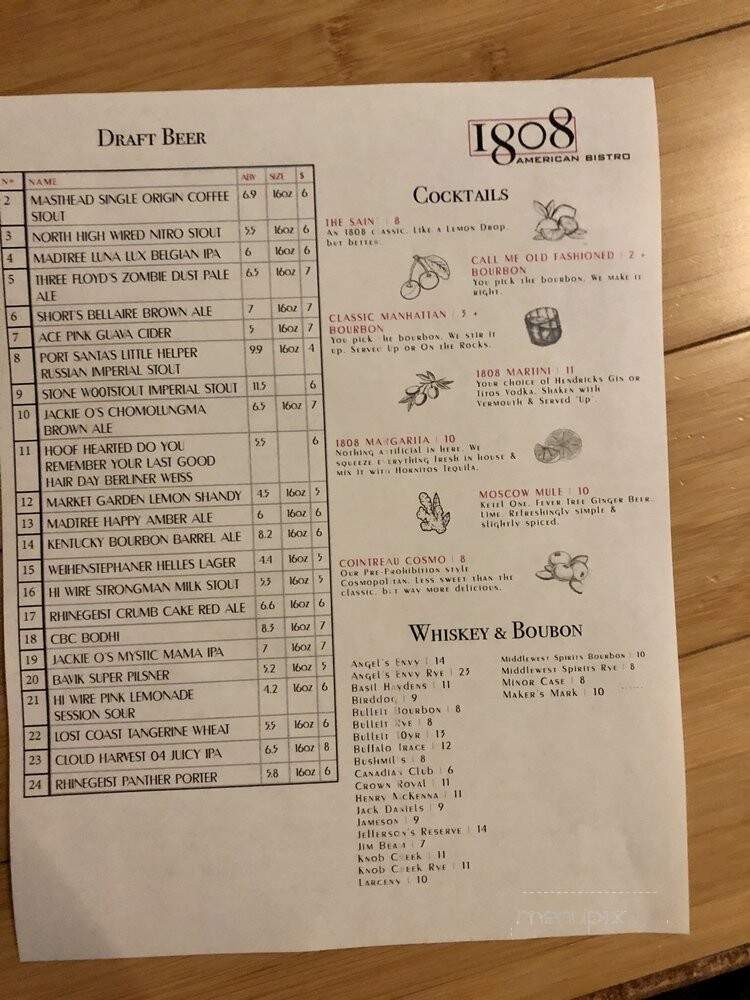 DRAFT BEER
N° NAME ABV SIZE $
2 MASTHEAD SINGLE ORIGIN COFFEE STOUT 6.9 16oz 6
3 NORTH HIGH WIRED NITRO STOUT 5.5 16oz 6
4 MADTREE LUNA LUX BELGIAN IPA 6 16oz 6
5 THREE FLOYD'S ZOMBIE DUST PALE ALE 6.5 16oz 7
6 SHORT'S BELLAIRE BROWN ALE 7 16oz 7
7 ACE PINK GUAVA CIDER 5 16oz 7
8 PORT SANTA'S LITTLE HELPER RUSSIAN IMPERIAL STOUT 9.9 16oz 4
9 STONE W00TSTOUT IMPERIAL STOUT 11.5 6
10 JACKIE O'S CHOMOLUNGMA BROWN ALE 6.5 16oz 7
11 HOOF HEARTED DO YOU REMEMBER YOUR LAST GOOD HAIR DAY BERLINER WEISS 5.5 6
12 MARKET GARDEN LEMON SHANDY 4.5 16oz 5
13 MADTREE HAPPY AMBER ALE 6 16oz 6
14 KENTUCKY BOURBON BARREL ALE 8.2 16oz 6
15 WEIHENSTEPHANER HELLES LAGER 4.4 16oz 5
16 HI WIRE STRONGMAN MILK STOUT 5.3 16oz 5
17 RHINEGEIST CRUMB CAKE RED ALE 6.6 16oz 6
18 CBC BODHI 8.3 16oz 7
19 JACKIE O'S MYSTIC MAMA IPA 7 16oz 7
20 BAVIK SUPER PILSNER 5.2 16oz 5
21 HI WIRE PINK LEMONADE SESSION SOUR 4.2 16oz 6
22 LOST COAST TANGERINE WHEAT 5.5 16oz 6
23 CLOUD HARVEST 04 JUICY IPA 6.5 16oz 8
24 RHINEGEIST PANTHER PORTER 5.8 16oz 6
1808
AMERICAN BISTRO
COCKTAILS
THE SAINT | 8
AN 1808 CLASSIC. LIKE A LEMON DROP,
BUT BETTER.
CALL ME OLD FASHIONED | 2 +
BOURBON
YOU PICK THE BOURBON. WE MAKE IT
RIGHT.
CLASSIC MANHATTAN | 3 +
BOURBON
YOU PICK THE BOURBON. WE STIR IT
UP. SERVED UP OR ON THE ROCKS.
1808 MARTINI | 11
YOUR CHOICE OF HENDRICKS GIN OR
TITOS VODKA. SHAKEN WITH
VERMOUTH & SERVED "UP".
1808 MARGARITA | 10
NOTHING ARTIFICIAL IN HERE. WE
SQUEEZE EVERYTHING FRESH IN HOUSE &
MIX IT WITH HORNITOS TEQUILA.
MOSCOW MULE | 10
KETEL ONE, FEVER TREE GINGER BEER,
LIME. REFRESHINGLY SIMPLE &
SLIGHTLY SPICED.
COINTREAU COSMO | 8
OUR PRE-PROHIBITION STYLE
COSMOPOLITAN. LESS SWEET THAN THE
CLASSIC, BUT WAY MORE DELICIOUS.
WHISKEY & BOUBON
ANGEL'S ENVY | 14
ANGEL'S ENVY RYE | 23
BASIL HAYDENS | 11
BIRDDOG | 9
BULLEIT BOURBON | 8
BULLEIT RYE | 8
BULLEIT 10YR | 13
BUFFALO TRACE | 12
BUSHMILS | 8
CANADIAN CLUB | 6
CROWN ROYAL | 11
HENRY MCKENNA | 11
JACK DANIELS | 9
JAMESON | 9
JEFFERSON'S RESERVE | 14
JIM BEAM | 7
KNOB CREEK | 11
KNOB CREEK RYE | 11
LARCENY | 10
MIDDLEWEST SPIRITS BOURBON | 10
MIDDLEWEST SPIRITS RYE | 8
MINOR CASE | 8
MAKER'S MARK | 10
menupix